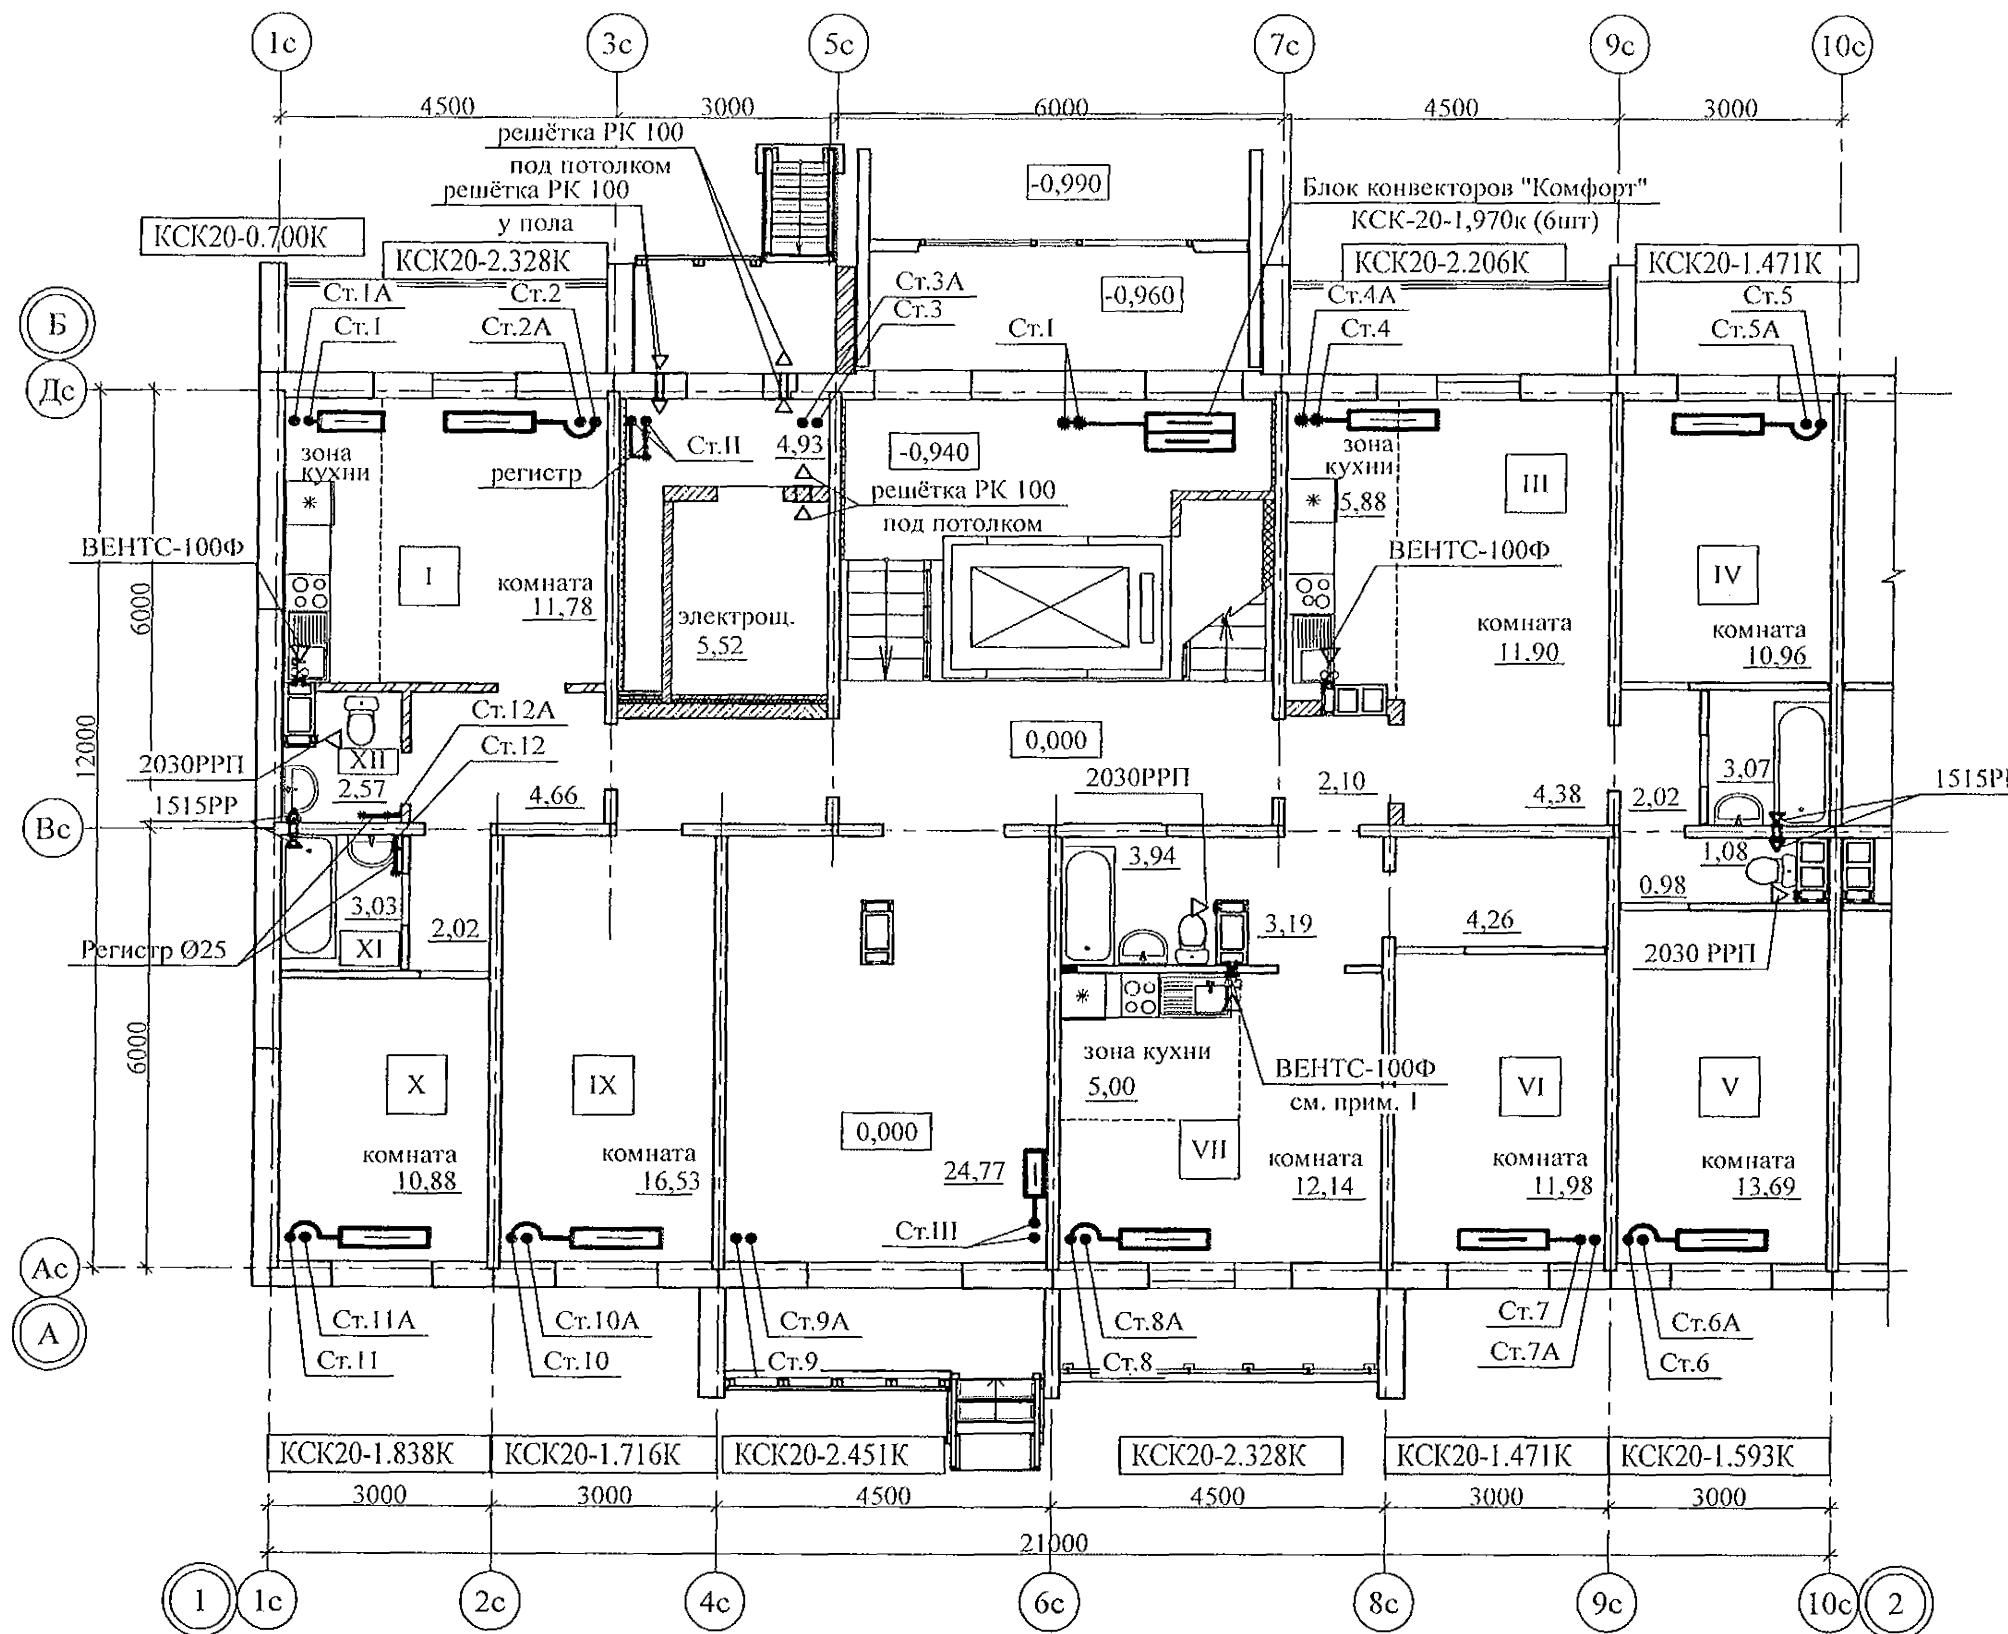 1с
3с
5с
7с
9с
10с
4500
3000
6000
4500
3000
решётка РК 100
под потолком
решётка РК 100
у пола
-0,990
Блок конвекторов "Комфорт"
КСК-20-1,970к (6шт)
КСК20-0.700К
КСК20-2.328К
КСК20-2.206К
КСК20-1.471К
Ст.1А
Ст.1
Ст.2
Ст.2А
Ст.3А
Ст.3
-0,960
Ст.I
Ст.4А
Ст.4
Ст.5
Ст.5А
Б
Дс
зона
кухни
регистр
Ст.II
4,93
-0,940
решётка РК 100
под потолком
зона
кухни
5,88
III
ВЕНТС-100Ф
I
комната
11,78
электрощ.
5,52
ВЕНТС-100Ф
комната
11,90
IV
комната
10,96
6000
12000
Ст.12А
Ст.12
0,000
2030РРП
XII
2,57
1515РР
4,66
2030РРП
2,10
4,38
2,02
3,07
1515РР
Вс
3,03
XI
2,02
Регистр Ø25
3,94
3,19
4,26
1,08
0,98
2030 РРП
6000
X
комната
10,88
IX
комната
16,53
0,000
24,77
Ст.III
зона кухни
5,00
ВЕНТС-100Ф
см. прим. 1
VII
комната
12,14
VI
комната
11,98
V
комната
13,69
Ас
А
Ст.11А
Ст.11
Ст.10А
Ст.10
Ст.9А
Ст.9
Ст.8А
Ст.8
Ст.7
Ст.7А
Ст.6А
Ст.6
КСК20-1.838К
КСК20-1.716К
КСК20-2.451К
КСК20-2.328К
КСК20-1.471К
КСК20-1.593К
3000
3000
4500
4500
3000
3000
21000
1
1с
2с
4с
6с
8с
9с
10с
2